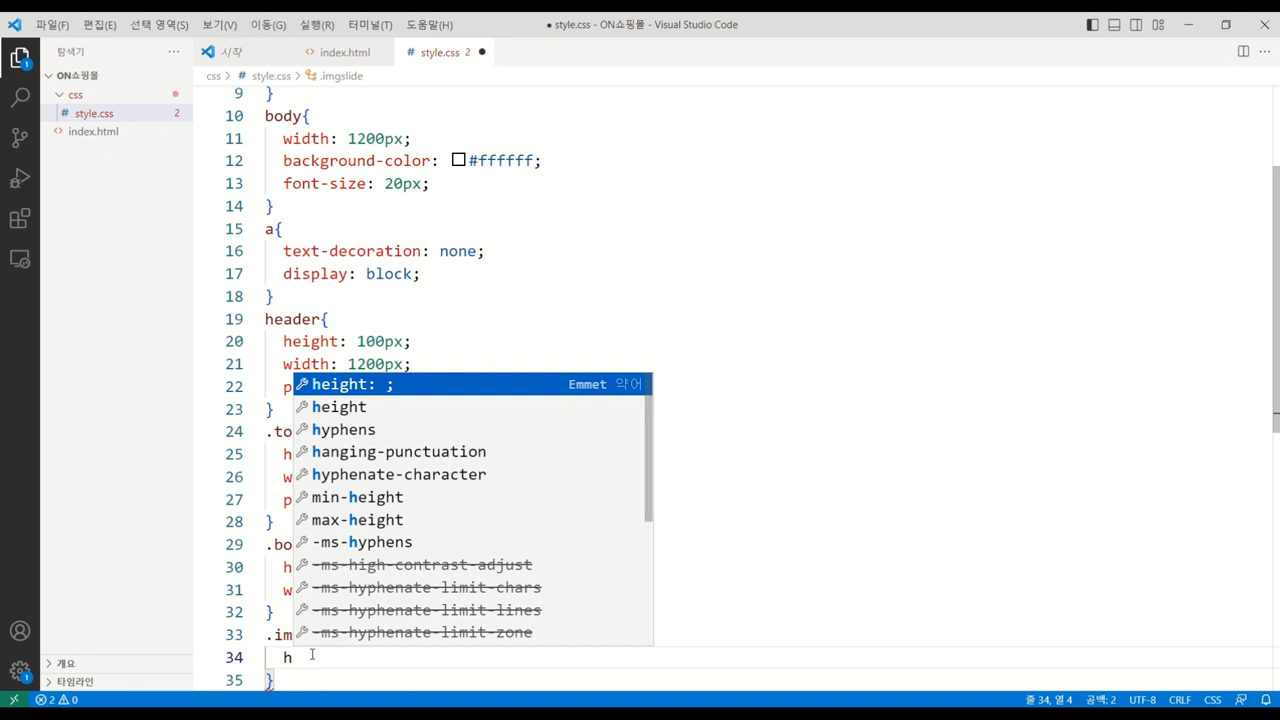 파일(F) 편집(E) 선택 영역(S) 보기(V) 이동(G) 실행(R) 터미널(T) 도움말(H) ● style.css - ON쇼핑몰 - Visual Studio Code
탐색기 ···
시작 <> index.html # style.css 2 ●
css > # style.css > .imgslide
ON쇼핑몰
css
# style.css 2
<> index.html
9 }
10 body{
11 width: 1200px;
12 background-color: #ffffff;
13 font-size: 20px;
14 }
15 a{
16 text-decoration: none;
17 display: block;
18 }
19 header{
20 height: 100px;
21 width: 1200px;
22 p
23 }
24 .to
25 h
26 w
27 p
28 }
29 .bo
30 h
31 w
32 }
33 .im
34 h
35 }
height: ; Emmet 약어
height
hyphens
hanging-punctuation
hyphenate-character
min-height
max-height
-ms-hyphens
-ms-high-contrast-adjust
-ms-hyphenate-limit-chars
-ms-hyphenate-limit-lines
-ms-hyphenate-limit-zone
개요
타임라인
1
1
2 0 줄 34, 열 4 공백: 2 UTF-8 CRLF CSS